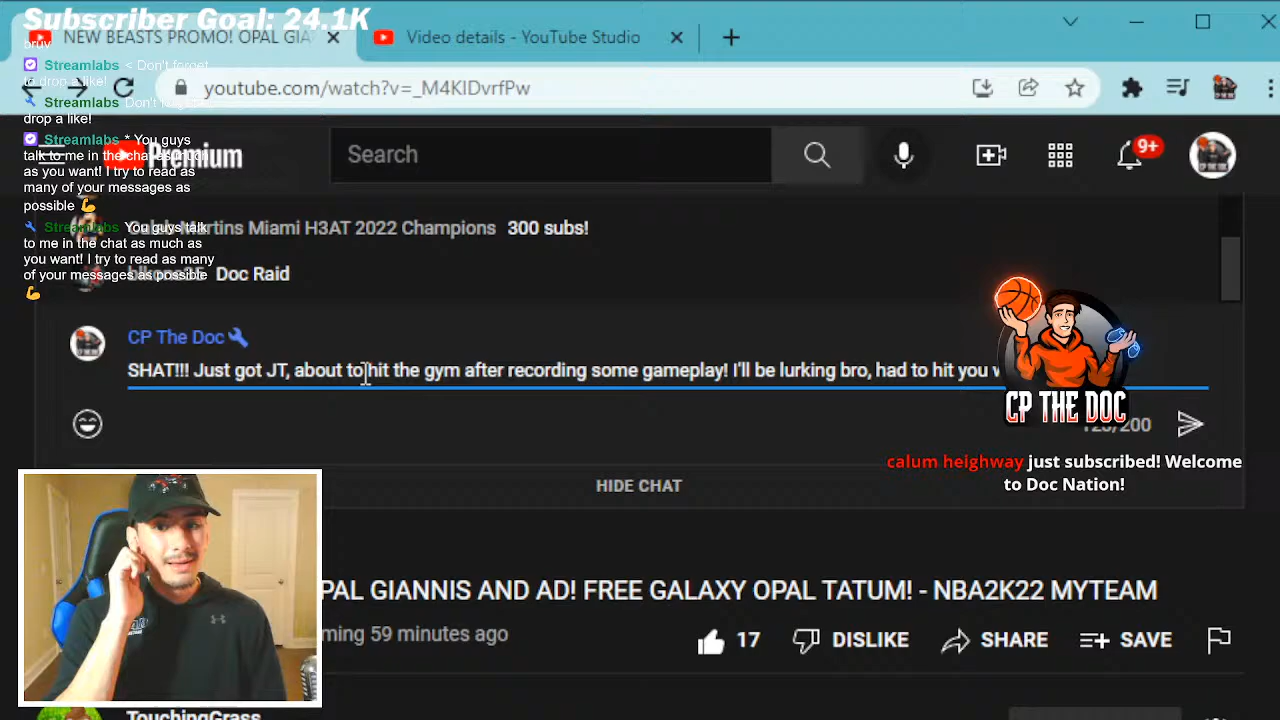 Subscriber Goal: 24.1K
NEW BEASTS PROMO! OPAL GIA
Video details - YouTube Studio
bruv
Streamlabs < Don't forget
to drop a like!
youtube.com/watch?v=_M4KIDvrfPw
Streamlabs Don't forget to
drop a like!
Streamlabs * You guys
talk to me in the chat as much
as you want! I try to read as
many of your messages as
possible 💪
Premium
Search
9+
Streamlabs You guys talk
to me in the chat as much as
you want! I try to read as many
of your messages as possible
💪
Martins Miami H3AT 2022 Champions 300 subs!
Doc Raid
CP The Doc
SHAT!!! Just got JT, about to hit the gym after recording some gameplay! I'll be lurking bro, had to hit you
/200
CP THE DOC
calum heighway just subscribed! Welcome
to Doc Nation!
HIDE CHAT
PAL GIANNIS AND AD! FREE GALAXY OPAL TATUM! - NBA2K22 MYTEAM
ming 59 minutes ago
17
DISLIKE
SHARE
SAVE
TouchingGrass